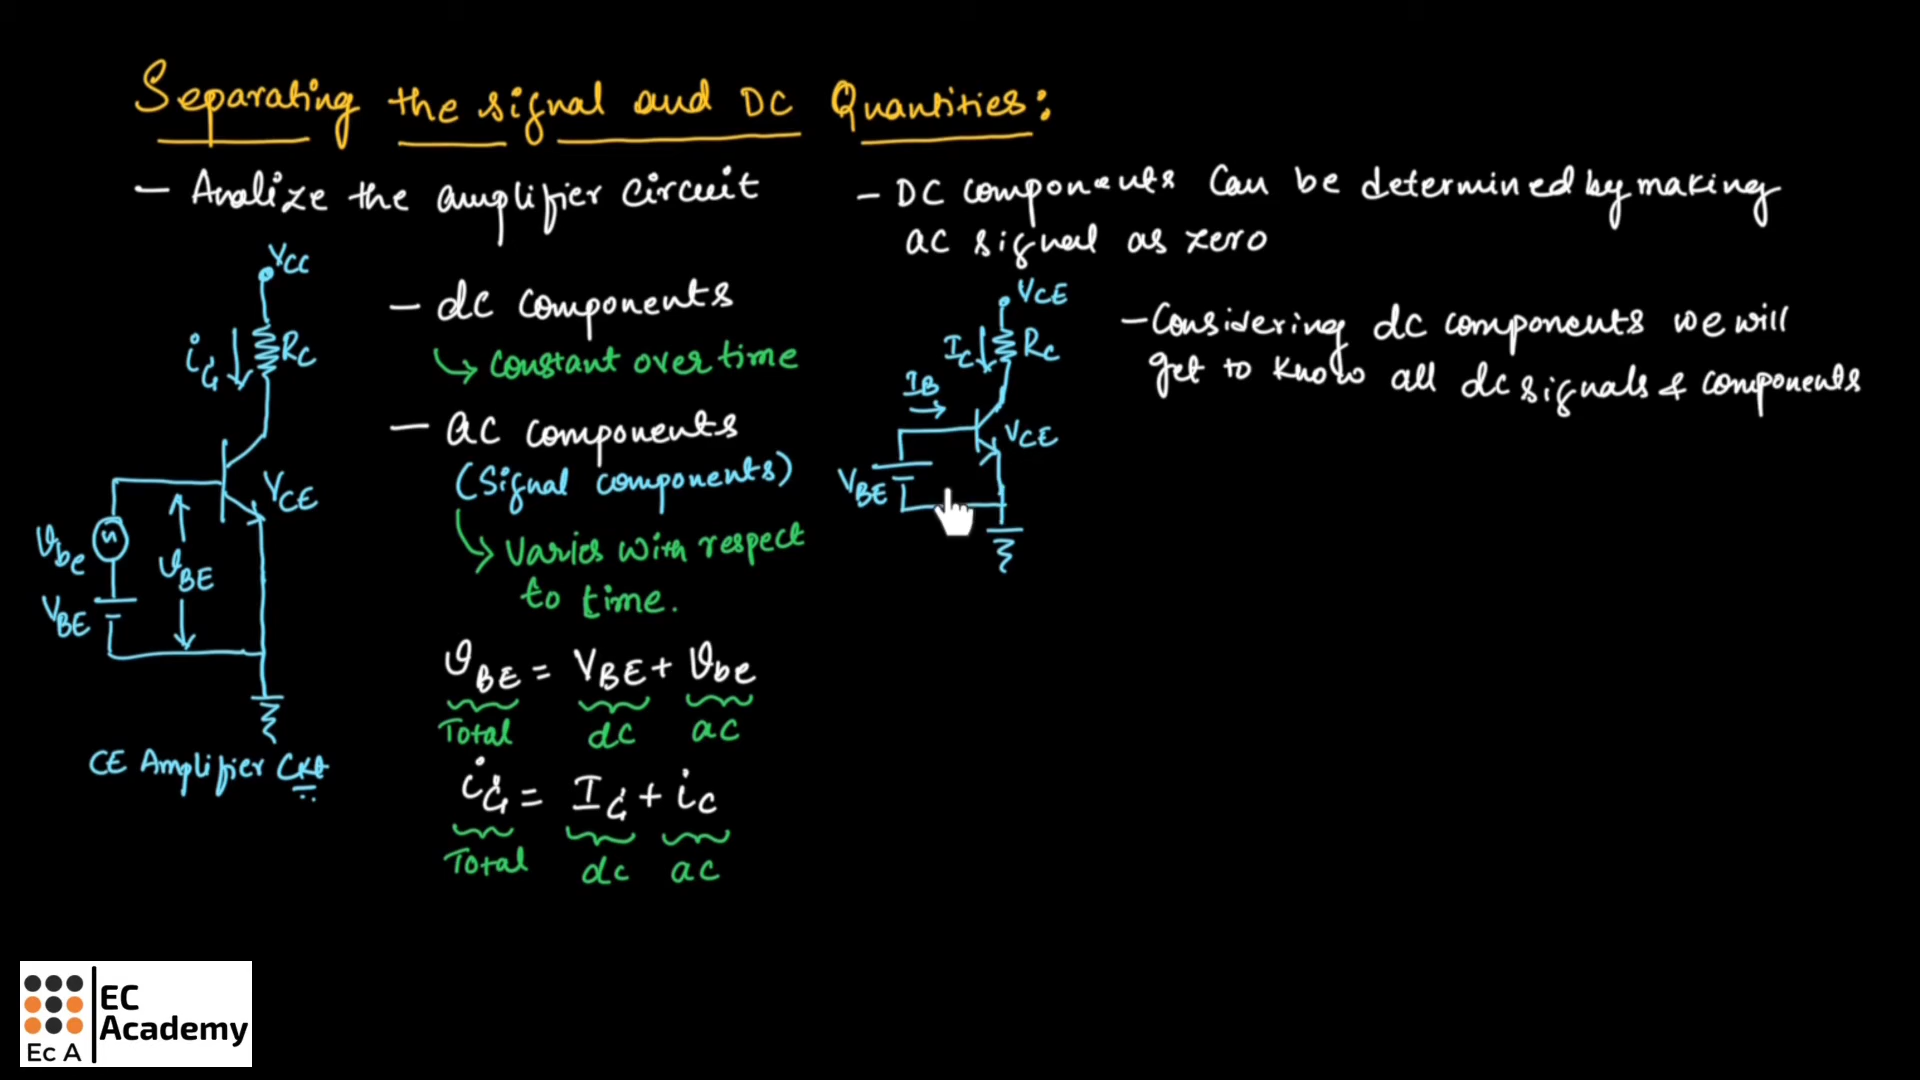 Separating the signal and DC Quantities:
- Analize the amplifier circuit
VCC
iC
RC
VCE
vbe
vBE
VBE
CE Amplifier Ckt
- dc components
↳ constant over time
- ac components
(Signal components)
↳ Varies with respect
to time.
vBE = VBE + vbe
Total dc ac
iC = IC + ic
Total dc ac
- DC components can be determined by making
ac signal as zero
VCE
IC
RC
IB
VCE
VBE
- Considering dc components we will
get to know all dc signals & components
EC
Academy
Ec A